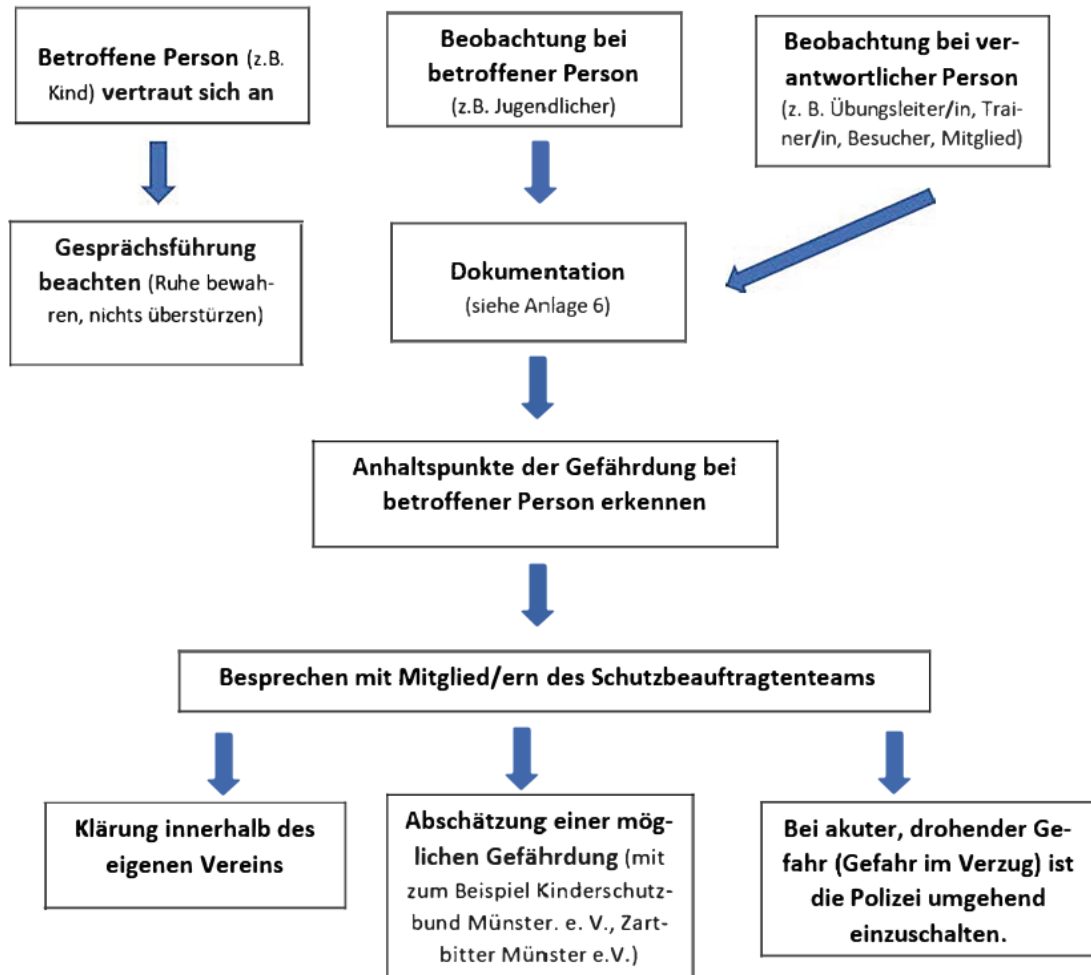 Betroffene Person (z.B.
Kind) vertraut sich an
Beobachtung bei
betroffener Person
(z.B. Jugendlicher)
Beobachtung bei ver-
antwortlicher Person
(z. B. Übungsleiter/in, Trai-
ner/in, Besucher, Mitglied)
Gesprächsführung
beachten (Ruhe bewah-
ren, nichts überstürzen)
Dokumentation
(siehe Anlage 6)
Anhaltspunkte der Gefährdung bei
betroffener Person erkennen
Besprechen mit Mitglied/ern des Schutzbeauftragtenteams
Klärung innerhalb des
eigenen Vereins
Abschätzung einer mög-
lichen Gefährdung (mit
zum Beispiel Kinderschutz-
bund Münster. e. V., Zart-
bitter Münster e.V.)
Bei akuter, drohender Ge-
fahr (Gefahr im Verzug) ist
die Polizei umgehend
einzuschalten.